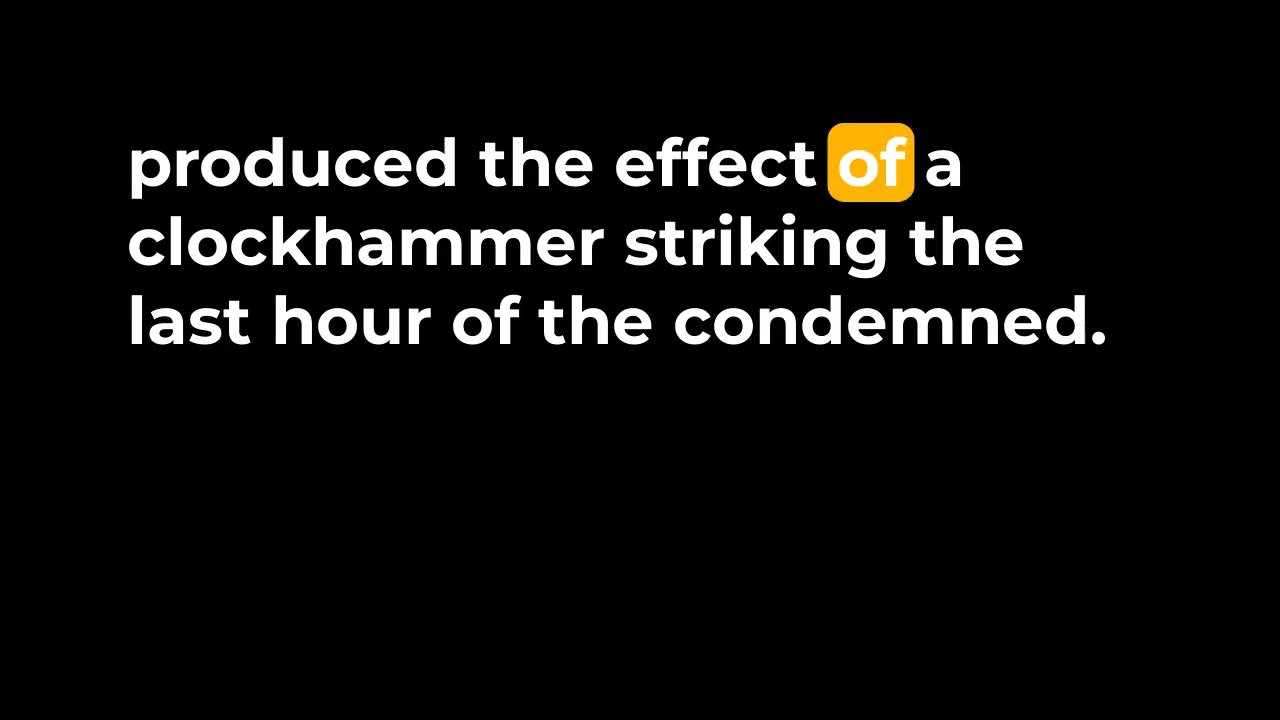 produced the effect of a
clockhammer striking the
last hour of the condemned.